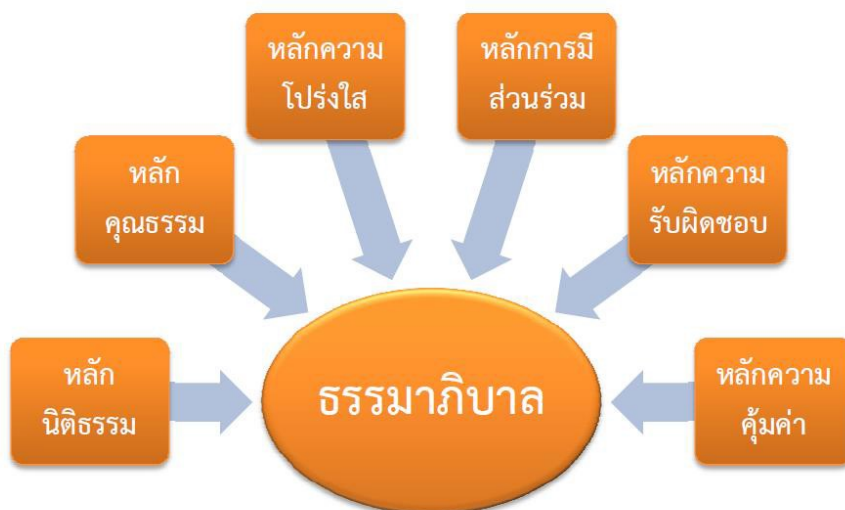 หลักความ
โปร่งใส
หลักการมี
ส่วนร่วม
หลัก
คุณธรรม
หลักความ
รับผิดชอบ
หลัก
นิติธรรม
ธรรมาภิบาล
หลักความ
คุ้มค่า